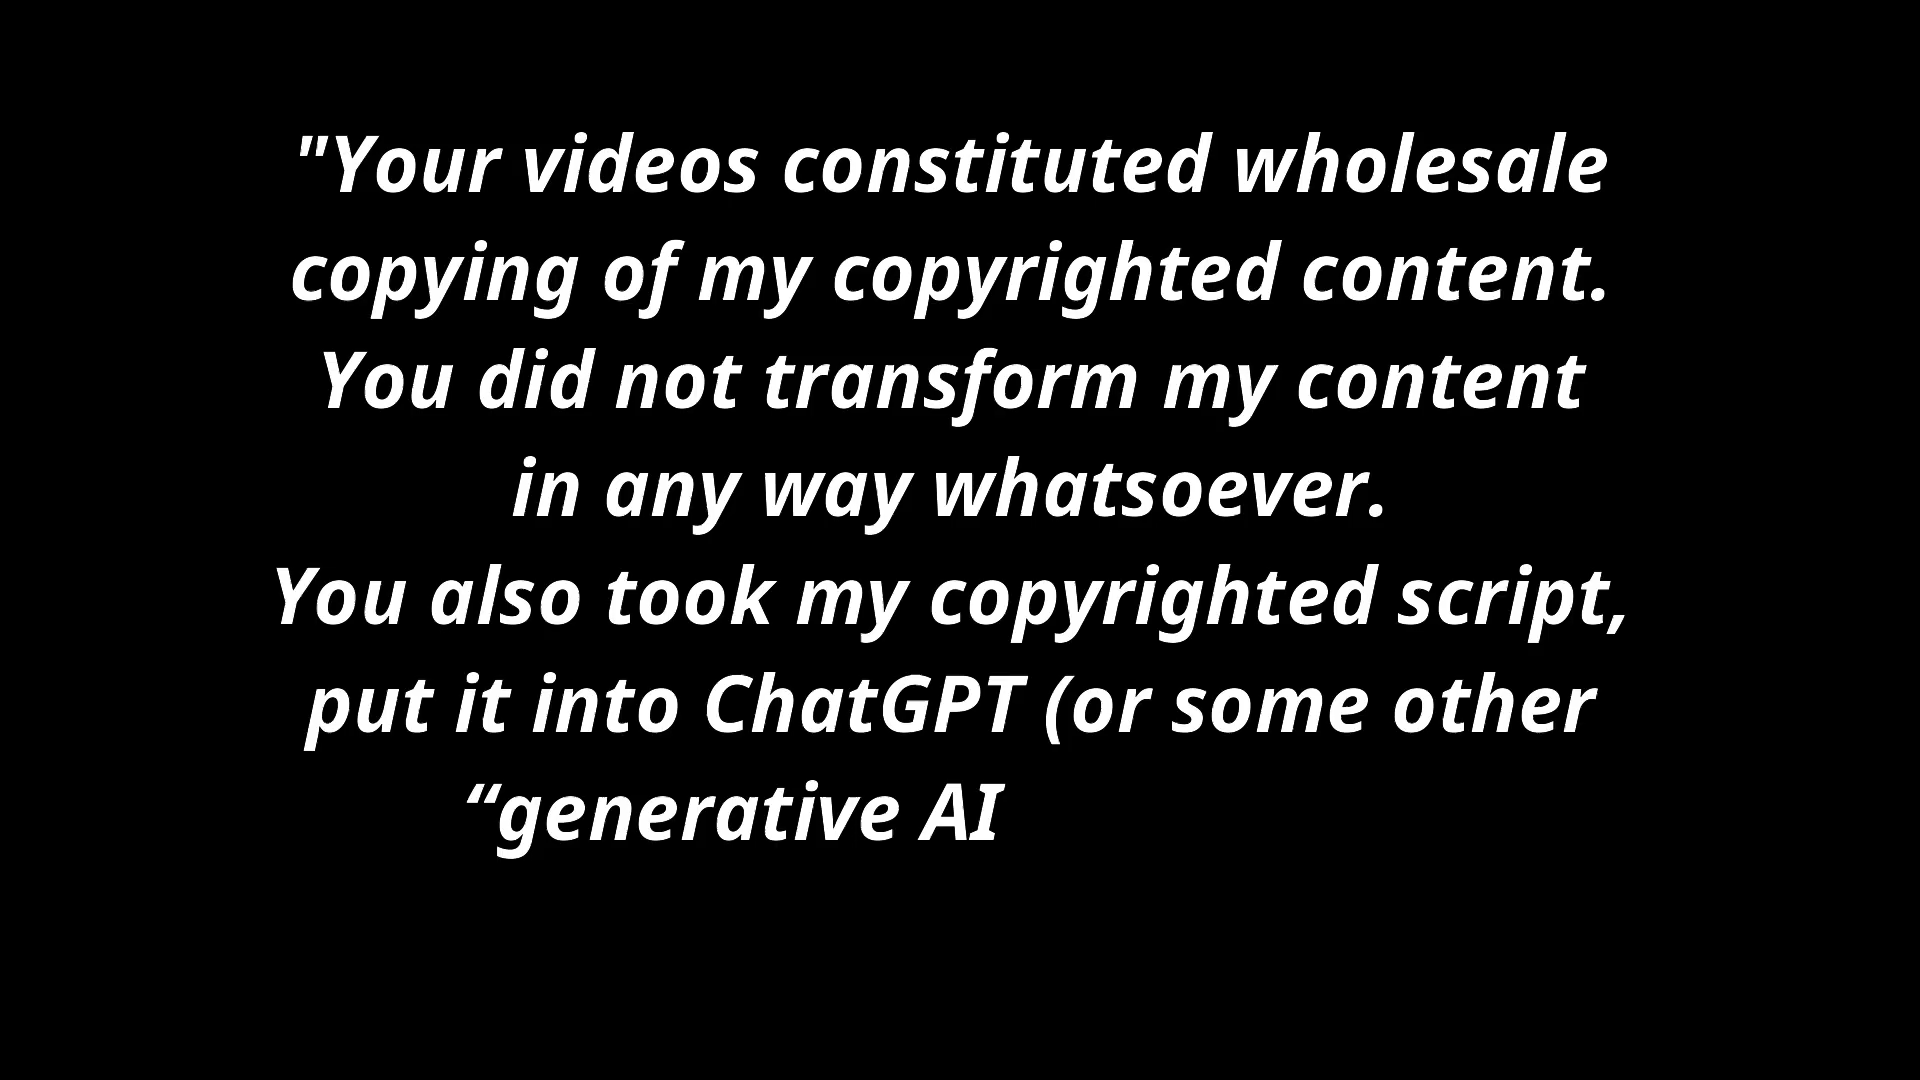 "Your videos constituted wholesale
copying of my copyrighted content.
You did not transform my content
in any way whatsoever.
You also took my copyrighted script,
put it into ChatGPT (or some other
“generative AI